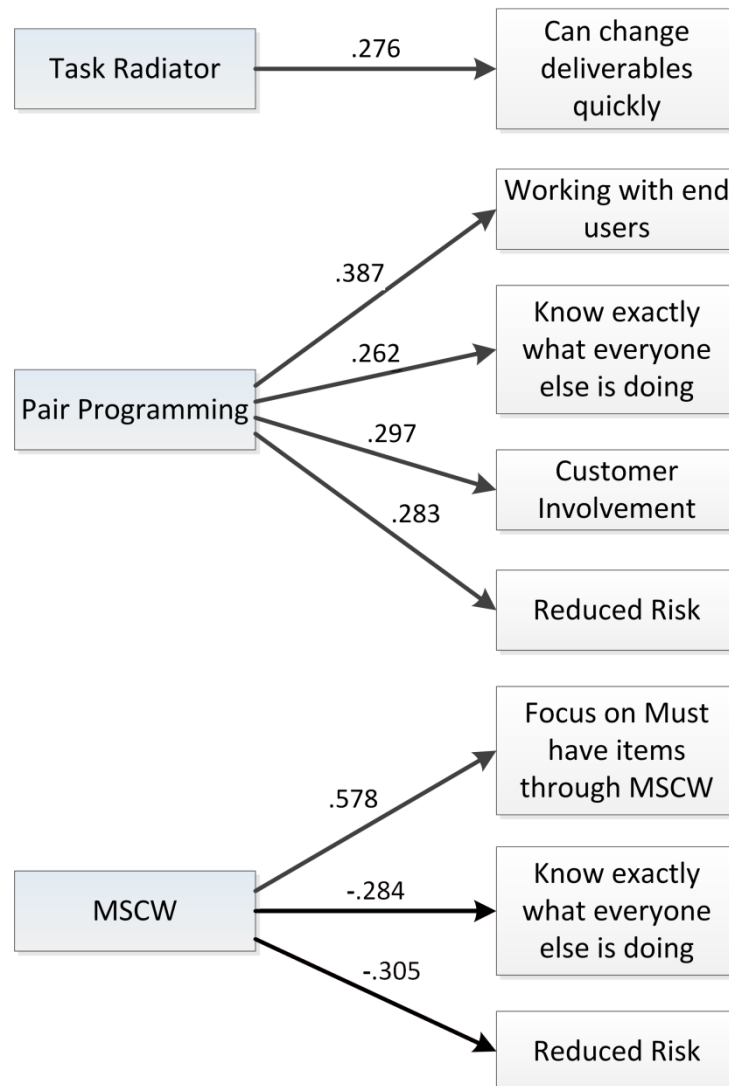 Task Radiator
.276
Can change
deliverables
quickly
Pair Programming
.387
.262
.297
.283
Working with end
users
Know exactly
what everyone
else is doing
Customer
Involvement
Reduced Risk
MSCW
.578
-.284
-.305
Focus on Must
have items
through MSCW
Know exactly
what everyone
else is doing
Reduced Risk